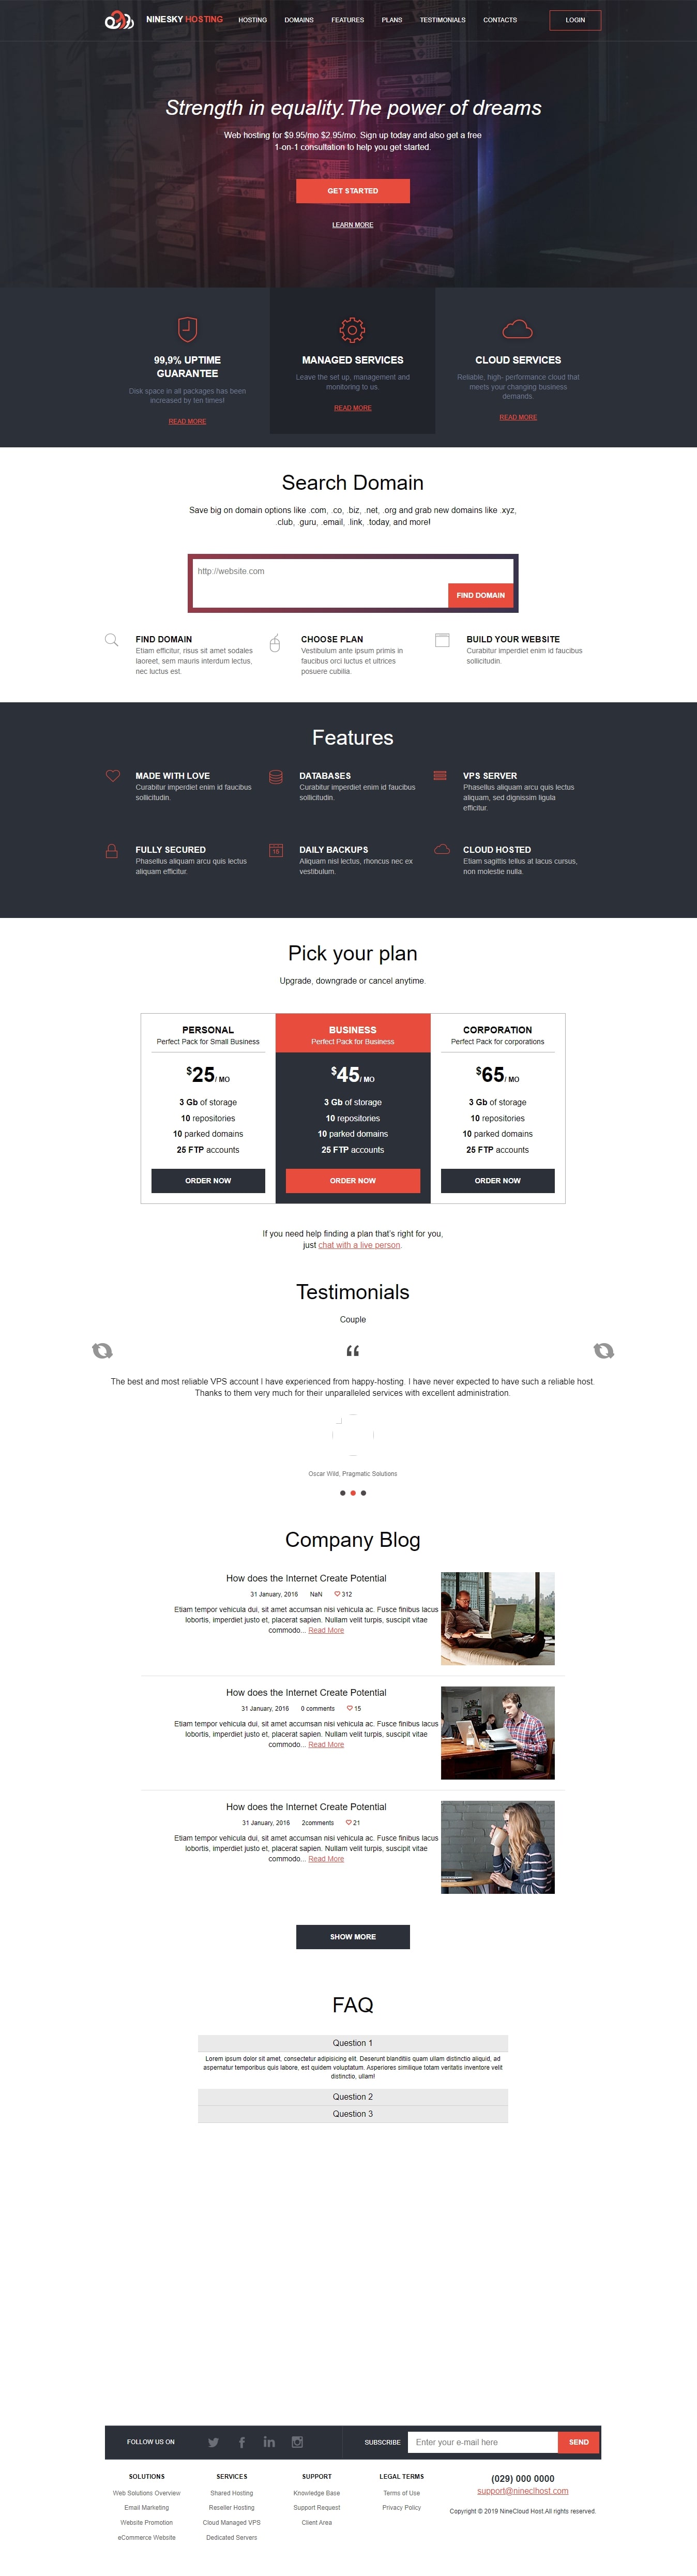 NINESKY HOSTING
HOSTING
DOMAINS
FEATURES
PLANS
TESTIMONIALS
CONTACTS
LOGIN
Strength in equality.The power of dreams
Web hosting for $9.95/mo $2.95/mo. Sign up today and also get a free
1-on-1 consultation to help you get started.
GET STARTED
LEARN MORE
99,9% UPTIME
GUARANTEE
Disk space in all packages has been
increased by ten times!
READ MORE
MANAGED SERVICES
Leave the set up, management and
monitoring to us.
READ MORE
CLOUD SERVICES
Reliable, high- performance cloud that
meets your changing business
demands.
READ MORE
Search Domain
Save big on domain options like .com, .co, .biz, .net, .org and grab new domains like .xyz,
.club, .guru, .email, .link, .today, and more!
http://website.com
FIND DOMAIN
FIND DOMAIN
Etiam efficitur, risus sit amet sodales
laoreet, sem mauris interdum lectus,
nec luctus est.
CHOOSE PLAN
Vestibulum ante ipsum primis in
faucibus orci luctus et ultrices
posuere cubilia.
BUILD YOUR WEBSITE
Curabitur imperdiet enim id faucibus
sollicitudin.
Features
MADE WITH LOVE
Curabitur imperdiet enim id faucibus
sollicitudin.
DATABASES
Curabitur imperdiet enim id faucibus
sollicitudin.
VPS SERVER
Phasellus aliquam arcu quis lectus
aliquam, sed dignissim ligula
efficitur.
FULLY SECURED
Phasellus aliquam arcu quis lectus
aliquam efficitur.
DAILY BACKUPS
Aliquam nisl lectus, rhoncus nec ex
vestibulum.
CLOUD HOSTED
Etiam sagittis tellus at lacus cursus,
non molestie nulla.
Pick your plan
Upgrade, downgrade or cancel anytime.
PERSONAL
Perfect Pack for Small Business
$25/ MO
3 Gb of storage
10 repositories
10 parked domains
25 FTP accounts
ORDER NOW
BUSINESS
Perfect Pack for Business
$45/ MO
3 Gb of storage
10 repositories
10 parked domains
25 FTP accounts
ORDER NOW
CORPORATION
Perfect Pack for corporations
$65/ MO
3 Gb of storage
10 repositories
10 parked domains
25 FTP accounts
ORDER NOW
If you need help finding a plan that's right for you,
just chat with a live person.
Testimonials
Couple
“
The best and most reliable VPS account I have experienced from happy-hosting. I have never expected to have such a reliable host.
Thanks to them very much for their unparalleled services with excellent administration.
Oscar Wild, Pragmatic Solutions
Company Blog
How does the Internet Create Potential
31 January, 2016 NaN 312
Etiam tempor vehicula dui, sit amet accumsan nisi vehicula ac. Fusce finibus lacus
lobortis, imperdiet justo et, placerat sapien. Nullam velit turpis, suscipit vitae
commodo... Read More
How does the Internet Create Potential
31 January, 2016 0 comments 15
Etiam tempor vehicula dui, sit amet accumsan nisi vehicula ac. Fusce finibus lacus
lobortis, imperdiet justo et, placerat sapien. Nullam velit turpis, suscipit vitae
commodo... Read More
How does the Internet Create Potential
31 January, 2016 2comments 21
Etiam tempor vehicula dui, sit amet accumsan nisi vehicula ac. Fusce finibus lacus
lobortis, imperdiet justo et, placerat sapien. Nullam velit turpis, suscipit vitae
commodo... Read More
SHOW MORE
FAQ
Question 1
Lorem ipsum dolor sit amet, consectetur adipisicing elit. Deserunt blanditiis quam ullam distinctio aliquid, ad
aspernatur temporibus quis labore, est quidem voluptatum. Asperiores similique totam veritatis inventore velit
distinctio, ullam!
Question 2
Question 3
FOLLOW US ON
SUBSCRIBE
Enter your e-mail here
SEND
SOLUTIONS
Web Solutions Overview
Email Marketing
Website Promotion
eCommerce Website
SERVICES
Shared Hosting
Reseller Hosting
Cloud Managed VPS
Dedicated Servers
SUPPORT
Knowledge Base
Support Request
Client Area
LEGAL TERMS
Terms of Use
Privacy Policy
(029) 000 0000
support@nineclhost.com
Copyright © 2019 NineCloud Host.All rights reserved.